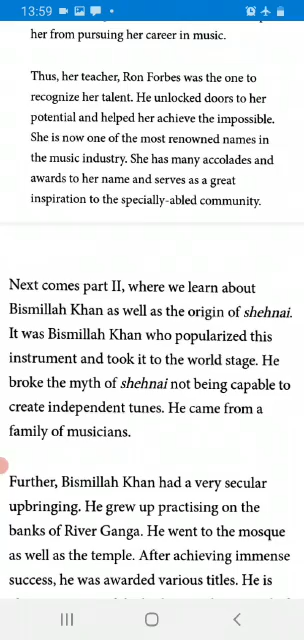 13:59
her from pursuing her career in music.
Thus, her teacher, Ron Forbes was the one to
recognize her talent. He unlocked doors to her
potential and helped her achieve the impossible.
She is now one of the most renowned names in
the music industry. She has many accolades and
awards to her name and serves as a great
inspiration to the specially-abled community.
Next comes part II, where we learn about
Bismillah Khan as well as the origin of shehnai.
It was Bismillah Khan who popularized this
instrument and took it to the world stage. He
broke the myth of shehnai not being capable to
create independent tunes. He came from a
family of musicians.
Further, Bismillah Khan had a very secular
upbringing. He grew up practising on the
banks of River Ganga. He went to the mosque
as well as the temple. After achieving immense
success, he was awarded various titles. He is